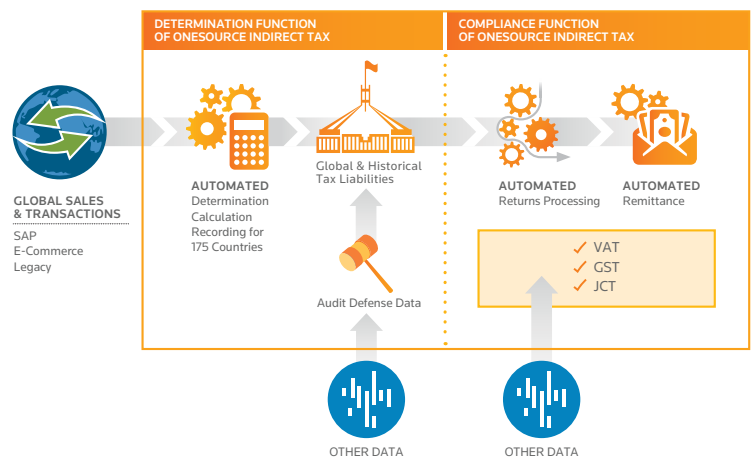 DETERMINATION FUNCTION
OF ONESOURCE INDIRECT TAX
COMPLIANCE FUNCTION
OF ONESOURCE INDIRECT TAX
GLOBAL SALES
& TRANSACTIONS
SAP
E-Commerce
Legacy
AUTOMATED
Determination
Calculation
Recording for
175 Countries
Global & Historical
Tax Liabilities
Audit Defense Data
AUTOMATED
Returns Processing
AUTOMATED
Remittance
VAT
GST
JCT
OTHER DATA
OTHER DATA